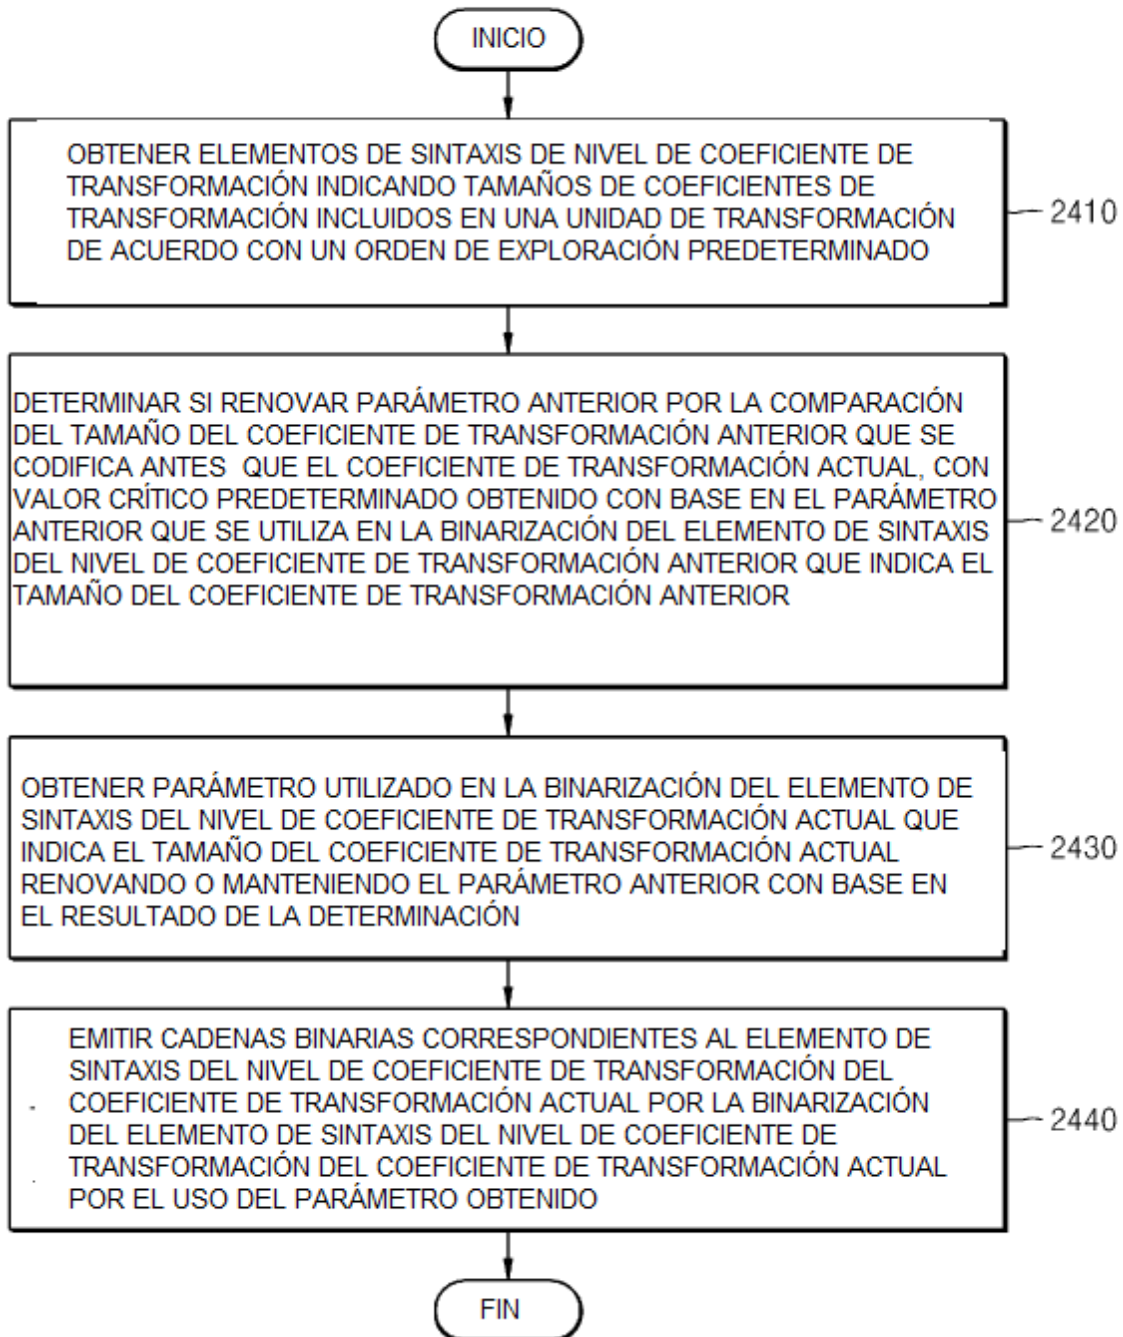 INICIO
OBTENER ELEMENTOS DE SINTAXIS DE NIVEL DE COEFICIENTE DE
TRANSFORMACIÓN INDICANDO TAMAÑOS DE COEFICIENTES DE
TRANSFORMACIÓN INCLUIDOS EN UNA UNIDAD DE TRANSFORMACIÓN
DE ACUERDO CON UN ORDEN DE EXPLORACIÓN PREDETERMINADO
2410
DETERMINAR SI RENOVAR PARÁMETRO ANTERIOR POR LA COMPARACIÓN
DEL TAMAÑO DEL COEFICIENTE DE TRANSFORMACIÓN ANTERIOR QUE SE
CODIFICA ANTES QUE EL COEFICIENTE DE TRANSFORMACIÓN ACTUAL, CON
VALOR CRÍTICO PREDETERMINADO OBTENIDO CON BASE EN EL PARÁMETRO
ANTERIOR QUE SE UTILIZA EN LA BINARIZACIÓN DEL ELEMENTO DE SINTAXIS
DEL NIVEL DE COEFICIENTE DE TRANSFORMACIÓN ANTERIOR QUE INDICA EL
TAMAÑO DEL COEFICIENTE DE TRANSFORMACIÓN ANTERIOR
2420
OBTENER PARÁMETRO UTILIZADO EN LA BINARIZACIÓN DEL ELEMENTO DE
SINTAXIS DEL NIVEL DE COEFICIENTE DE TRANSFORMACIÓN ACTUAL QUE
INDICA EL TAMAÑO DEL COEFICIENTE DE TRANSFORMACIÓN ACTUAL
RENOVANDO O MANTENIENDO EL PARÁMETRO ANTERIOR CON BASE EN
EL RESULTADO DE LA DETERMINACIÓN
2430
EMITIR CADENAS BINARIAS CORRESPONDIENTES AL ELEMENTO DE
SINTAXIS DEL NIVEL DE COEFICIENTE DE TRANSFORMACIÓN DEL
COEFICIENTE DE TRANSFORMACIÓN ACTUAL POR LA BINARIZACIÓN
DEL ELEMENTO DE SINTAXIS DEL NIVEL DE COEFICIENTE DE
TRANSFORMACIÓN DEL COEFICIENTE DE TRANSFORMACIÓN ACTUAL
POR EL USO DEL PARÁMETRO OBTENIDO
2440
FIN